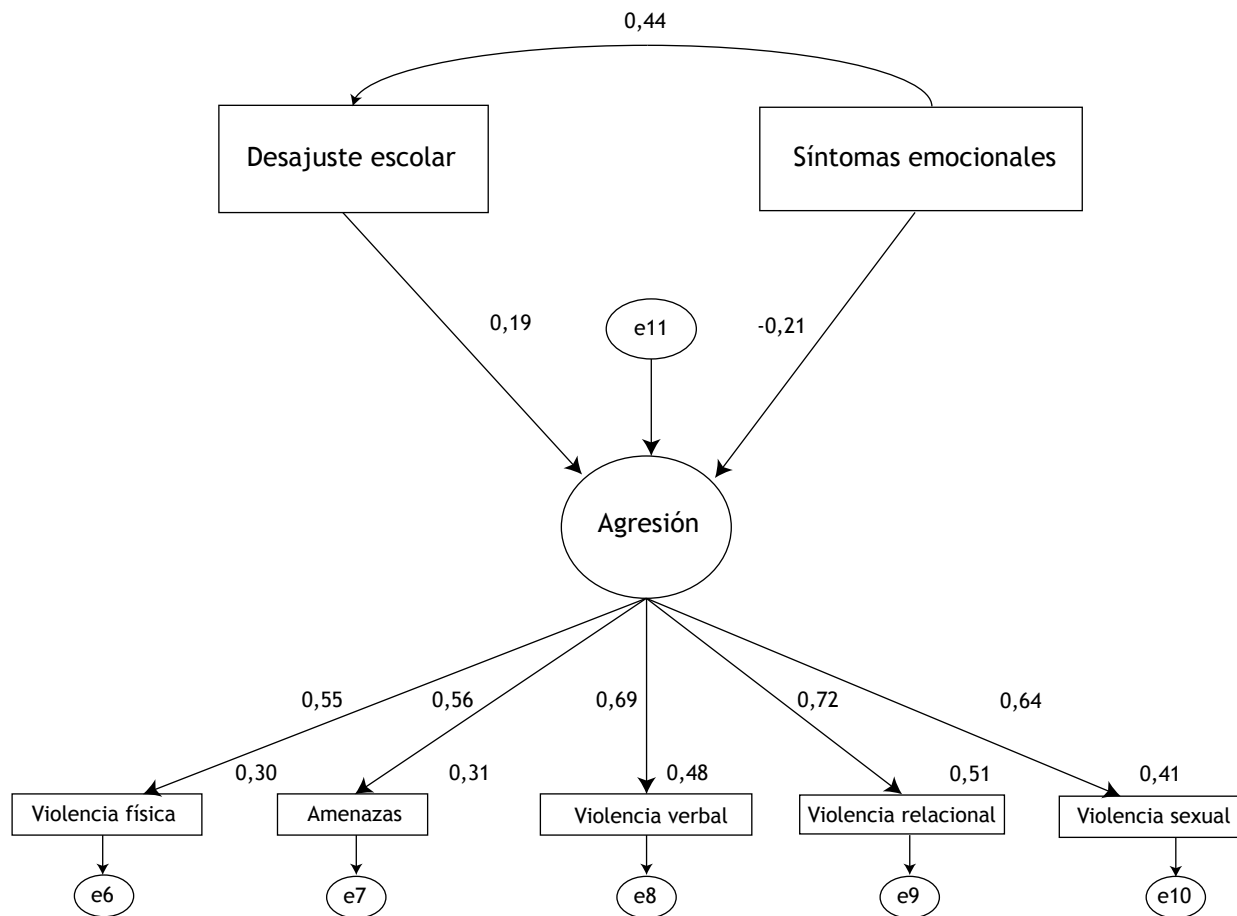 0,44
Desajuste escolar
Síntomas emocionales
0,19
e11
-0,21
Agresión
0,55
0,56
0,69
0,72
0,64
0,30
0,31
0,48
0,51
0,41
Violencia física
Amenazas
Violencia verbal
Violencia relacional
Violencia sexual
e6
e7
e8
e9
e10